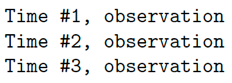 Time #1, observation
Time #2, observation
Time #3, observation